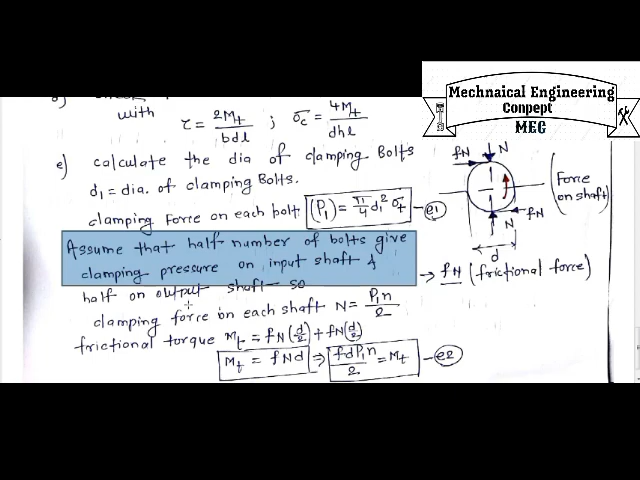 Mechnaical Engineering
Conpept
MEC
with τ = 2Mt/bdl ; σc = 4Mt/dhl
e) calculate the dia of clamping Bolts
d1 = dia. of clamping Bolts.
clamping Force on each bolt (P1) = π/4 d1² σt — e1
Assume that half number of bolts give
clamping pressure on input shaft &
half on output shaft so
clamping force on each shaft N = P1n/2
frictional torque Mt = fN(d/2) + fN(d/2)
Mt = fNd ⇒ fdP1n/2 = Mt — e2
fN N
N fN
d
(Force on shaft)
→ fN (frictional force)